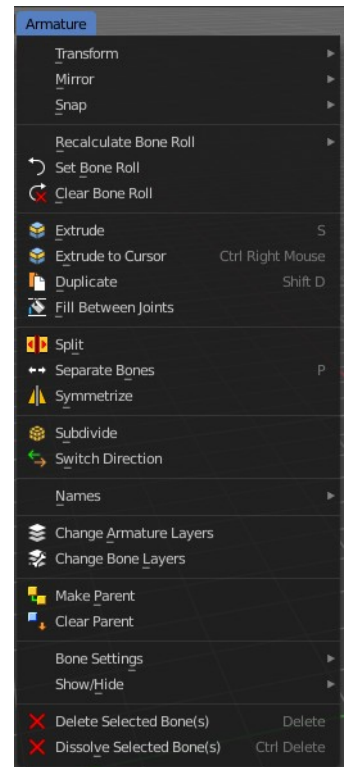 Armature
Transform
Mirror
Snap
Recalculate Bone Roll
Set Bone Roll
Clear Bone Roll
Extrude S
Extrude to Cursor Ctrl Right Mouse
Duplicate Shift D
Fill Between Joints
Split
Separate Bones P
Symmetrize
Subdivide
Switch Direction
Names
Change Armature Layers
Change Bone Layers
Make Parent
Clear Parent
Bone Settings
Show/Hide
Delete Selected Bone(s) Delete
Dissolve Selected Bone(s) Ctrl Delete